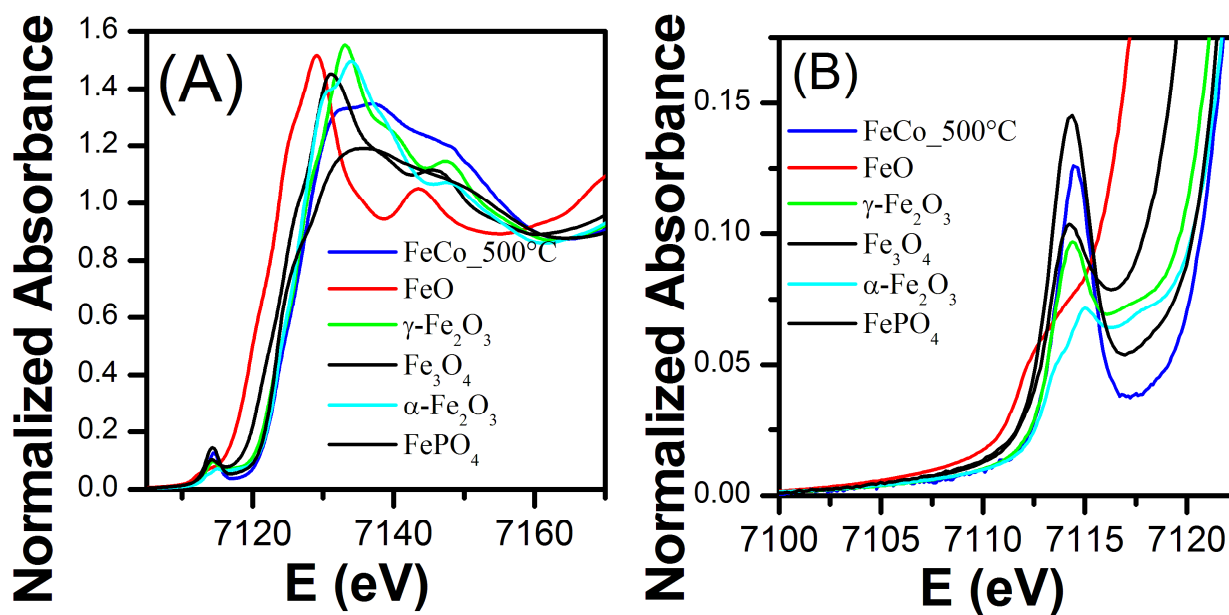 (A)
Normalized Absorbance
1.6
1.4
1.2
1.0
0.8
0.6
0.4
0.2
0.0
FeCo_500°C
FeO
γ-Fe₂O₃
Fe₃O₄
α-Fe₂O₃
FePO₄
7120 7140 7160
E (eV)
(B)
Normalized Absorbance
0.15
0.10
0.05
0.00
FeCo_500°C
FeO
γ-Fe₂O₃
Fe₃O₄
α-Fe₂O₃
FePO₄
7100 7105 7110 7115 7120
E (eV)